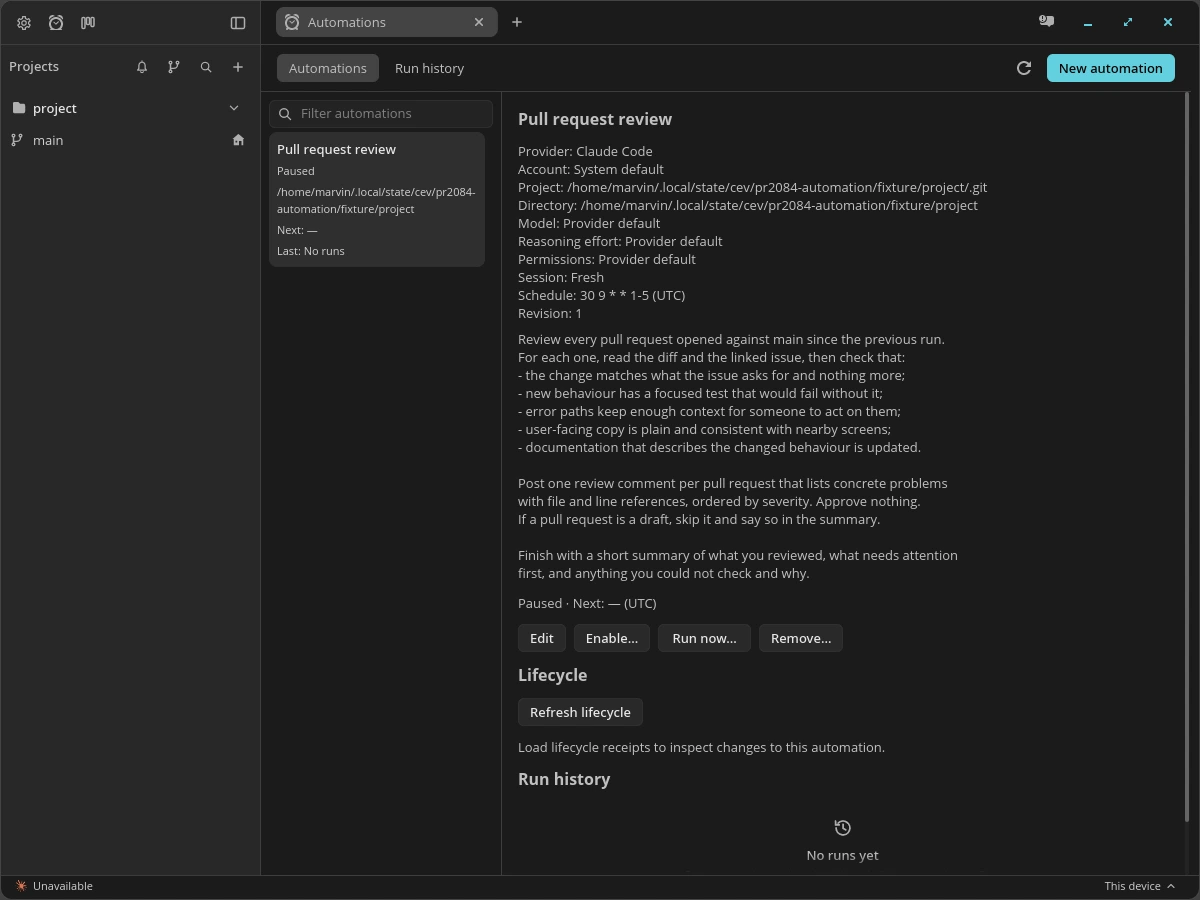 Automations
Projects
project
main
Automations
Run history
New automation
Filter automations
Pull request review
Paused
/home/marvin/.local/state/cev/pr2084-
automation/fixture/project
Next: —
Last: No runs
Pull request review
Provider: Claude Code
Account: System default
Project: /home/marvin/.local/state/cev/pr2084-automation/fixture/project/.git
Directory: /home/marvin/.local/state/cev/pr2084-automation/fixture/project
Model: Provider default
Reasoning effort: Provider default
Permissions: Provider default
Session: Fresh
Schedule: 30 9 * * 1-5 (UTC)
Revision: 1
Review every pull request opened against main since the previous run.
For each one, read the diff and the linked issue, then check that:
- the change matches what the issue asks for and nothing more;
- new behaviour has a focused test that would fail without it;
- error paths keep enough context for someone to act on them;
- user-facing copy is plain and consistent with nearby screens;
- documentation that describes the changed behaviour is updated.
Post one review comment per pull request that lists concrete problems
with file and line references, ordered by severity. Approve nothing.
If a pull request is a draft, skip it and say so in the summary.
Finish with a short summary of what you reviewed, what needs attention
first, and anything you could not check and why.
Paused · Next: — (UTC)
Edit
Enable...
Run now...
Remove...
Lifecycle
Refresh lifecycle
Load lifecycle receipts to inspect changes to this automation.
Run history
No runs yet
Unavailable
This device